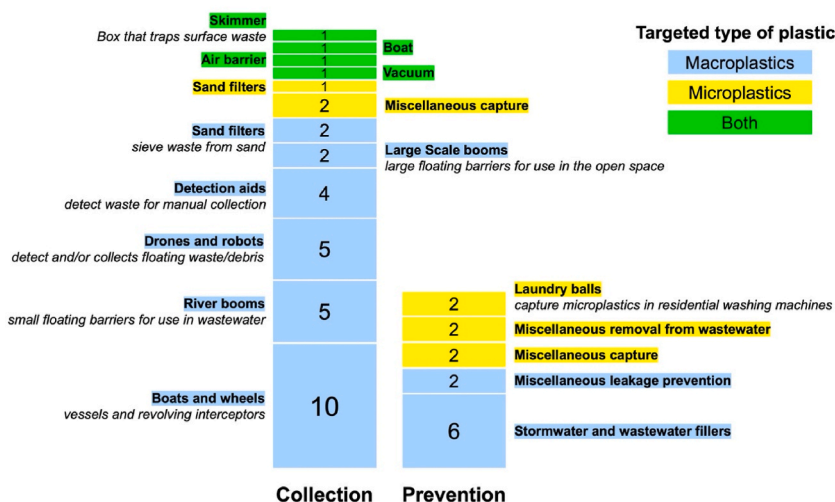 Skimmer
Box that traps surface waste
Air barrier
Sand filters
Sand filters
sieve waste from sand
Detection aids
detect waste for manual collection
Drones and robots
detect and/or collects floating waste/debris
River booms
small floating barriers for use in wastewater
Boats and wheels
vessels and revolving interceptors
1
1
1
1
1
2
2
2
4
5
5
10
Collection
Boat
Vacuum
Miscellaneous capture
Large Scale booms
large floating barriers for use in the open space
2
2
2
2
6
Prevention
Laundry balls
capture microplastics in residential washing machines
Miscellaneous removal from wastewater
Miscellaneous capture
Miscellaneous leakage prevention
Stormwater and wastewater fillers
Targeted type of plastic
Macroplastics
Microplastics
Both